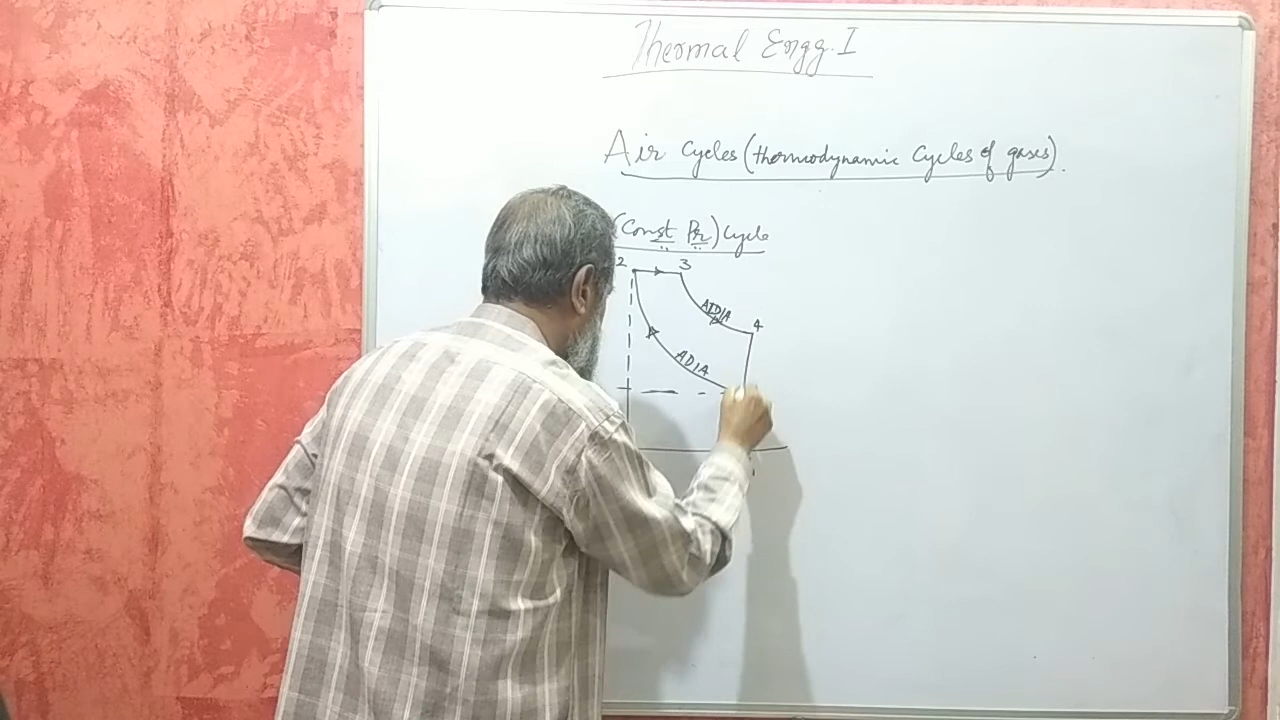 Thermal Engg. I
Air Cycles (thermodynamic Cycles of gases).
(Const Pr) Cycle
2 3
ADIA
4
ADIA